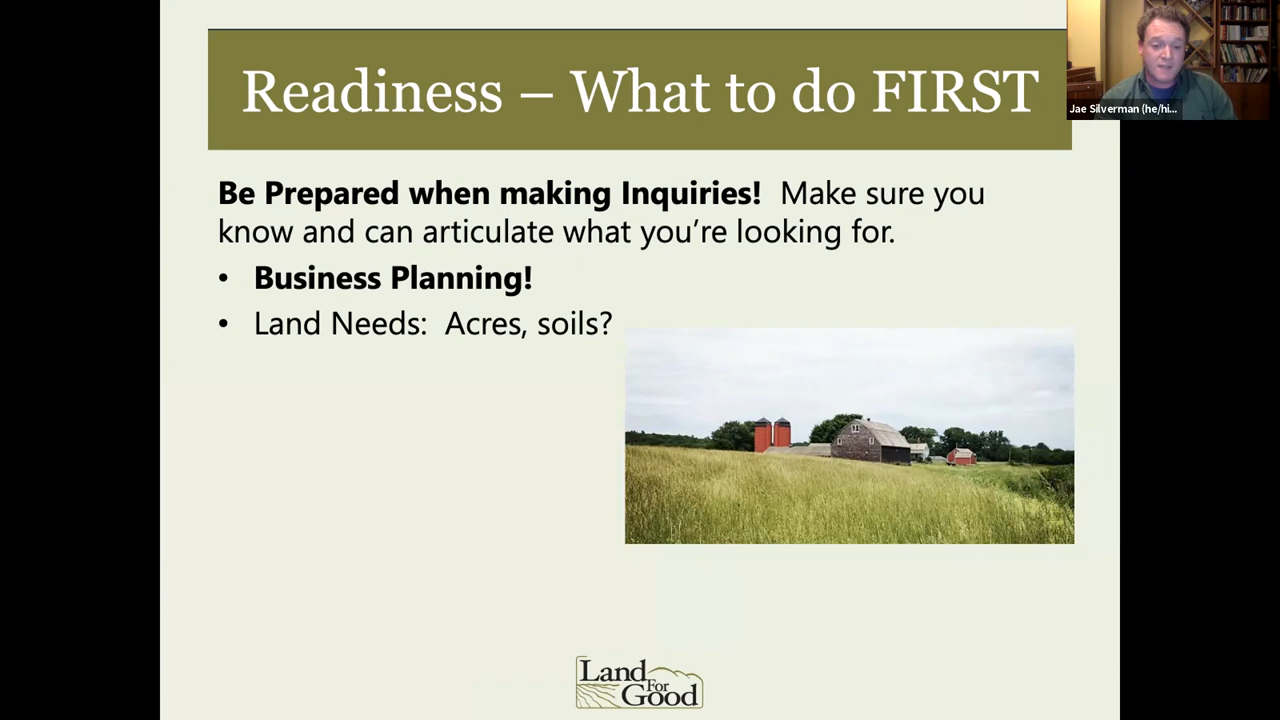 Readiness – What to do FIRST
Jae Silverman (he/hi...
Be Prepared when making Inquiries!  Make sure you
know and can articulate what you’re looking for.
• Business Planning!
• Land Needs:  Acres, soils?
Land
For
Good